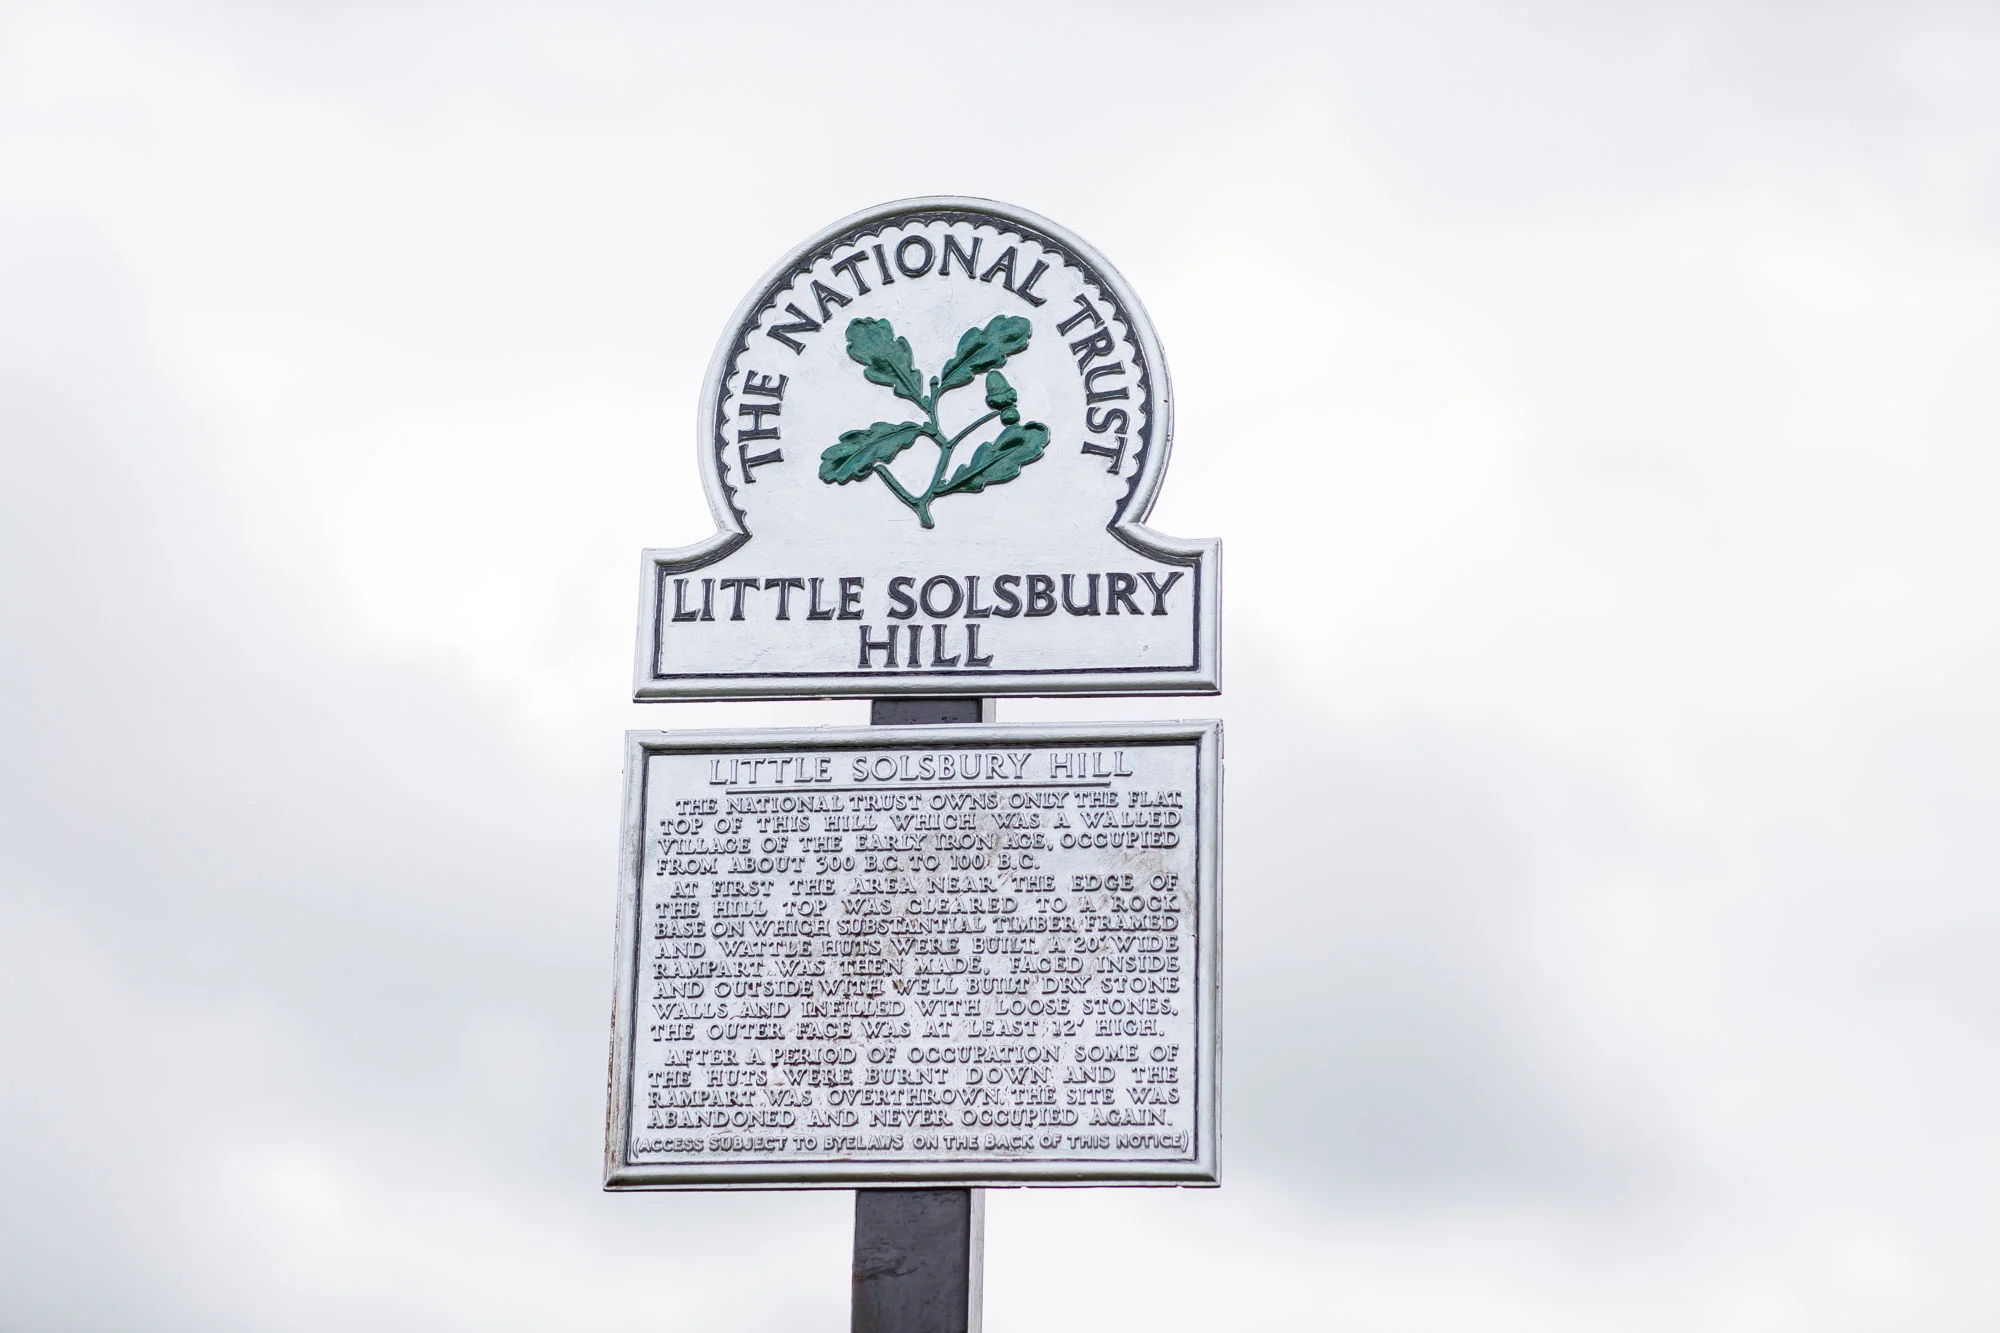 THE NATIONAL TRUST
LITTLE SOLSBURY
HILL
LITTLE SOLSBURY HILL
THE NATIONAL TRUST OWNS ONLY THE FLAT
TOP OF THIS HILL WHICH WAS A WALLED
VILLAGE OF THE EARLY IRON AGE, OCCUPIED
FROM ABOUT 300 B.C. TO 100 B.C.
AT FIRST THE AREA NEAR THE EDGE OF
THE HILL TOP WAS CLEARED TO A ROCK
BASE ON WHICH SUBSTANTIAL TIMBER FRAMED
AND WATTLE HUTS WERE BUILT. A 20' WIDE
RAMPART WAS THEN MADE, FACED INSIDE
AND OUTSIDE WITH WELL BUILT DRY STONE
WALLS AND INFILLED WITH LOOSE STONES.
THE OUTER FACE WAS AT LEAST 12' HIGH.
AFTER A PERIOD OF OCCUPATION SOME OF
THE HUTS WERE BURNT DOWN AND THE
RAMPART WAS OVERTHROWN. THE SITE WAS
ABANDONED AND NEVER OCCUPIED AGAIN.
(ACCESS SUBJECT TO BYELAWS ON THE BACK OF THIS NOTICE)